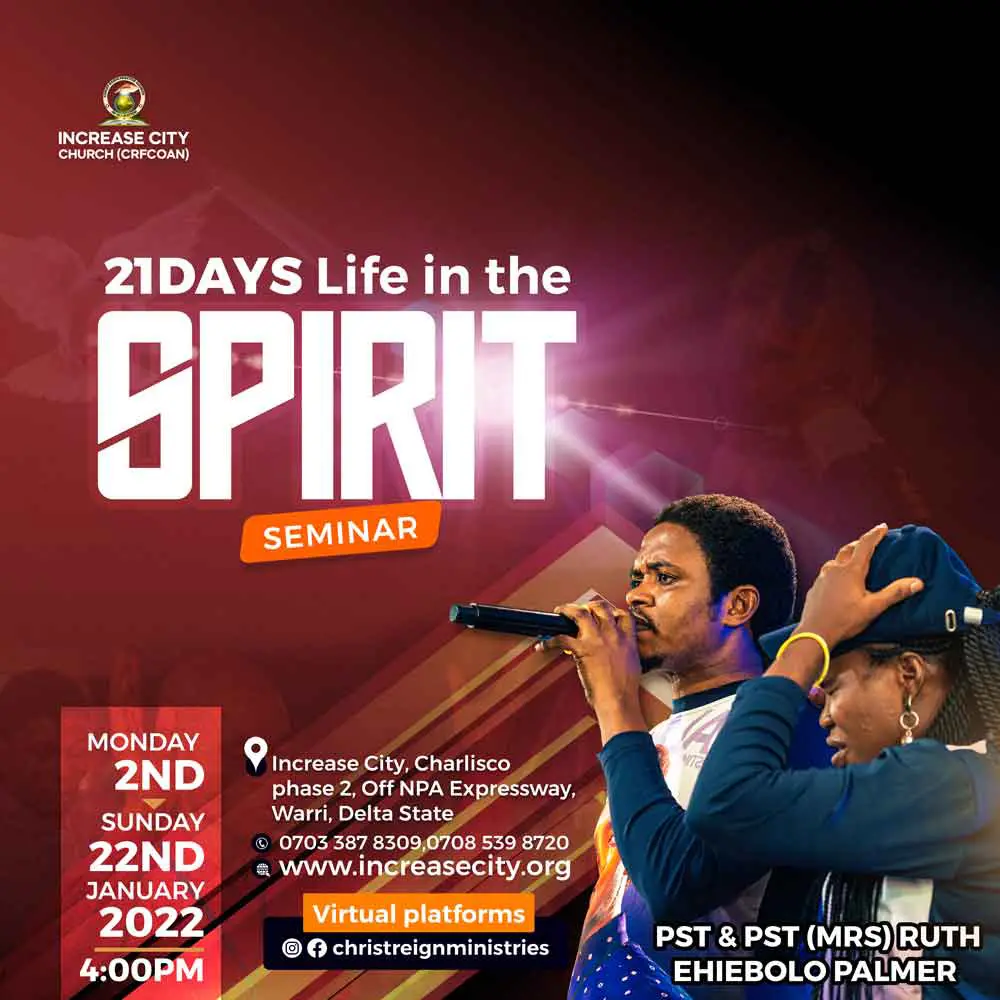 INCREASE CITY
CHURCH (CRFCOAN)
21DAYS Life in the
SPIRIT
SEMINAR
MONDAY
2ND
SUNDAY
22ND
JANUARY
2022
4:00PM
Increase City, Charlisco
phase 2, Off NPA Expressway,
Warri, Delta State
0703 387 8309,0708 539 8720
www.increasecity.org
Virtual platforms
christreignministries
PST & PST (MRS) RUTH
EHIEBOLO PALMER